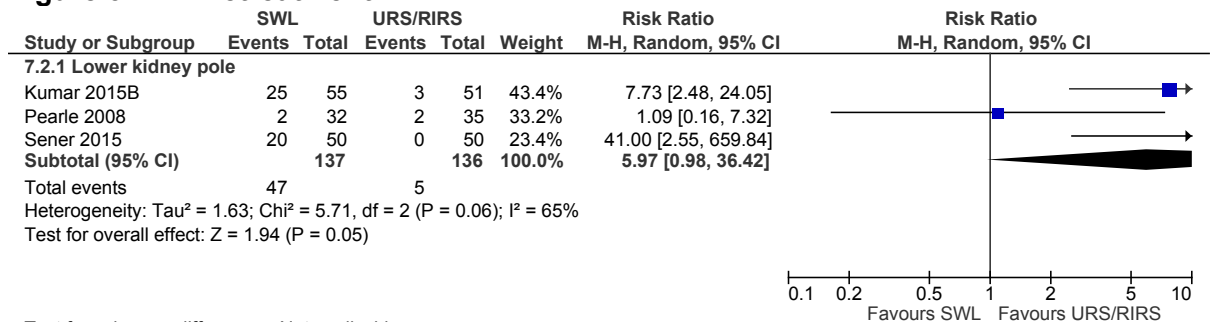 SWL URS/RIRS Risk Ratio Risk Ratio
Study or Subgroup Events Total Events Total Weight M-H, Random, 95% CI M-H, Random, 95% CI
7.2.1 Lower kidney pole
Kumar 2015B 25 55 3 51 43.4% 7.73 [2.48, 24.05]
Pearle 2008 2 32 2 35 33.2% 1.09 [0.16, 7.32]
Sener 2015 20 50 0 50 23.4% 41.00 [2.55, 659.84]
Subtotal (95% CI) 137 136 100.0% 5.97 [0.98, 36.42]
Total events 47 5
Heterogeneity: Tau² = 1.63; Chi² = 5.71, df = 2 (P = 0.06); I² = 65%
Test for overall effect: Z = 1.94 (P = 0.05)
0.1 0.2 0.5 1 2 5 10
Favours SWL Favours URS/RIRS